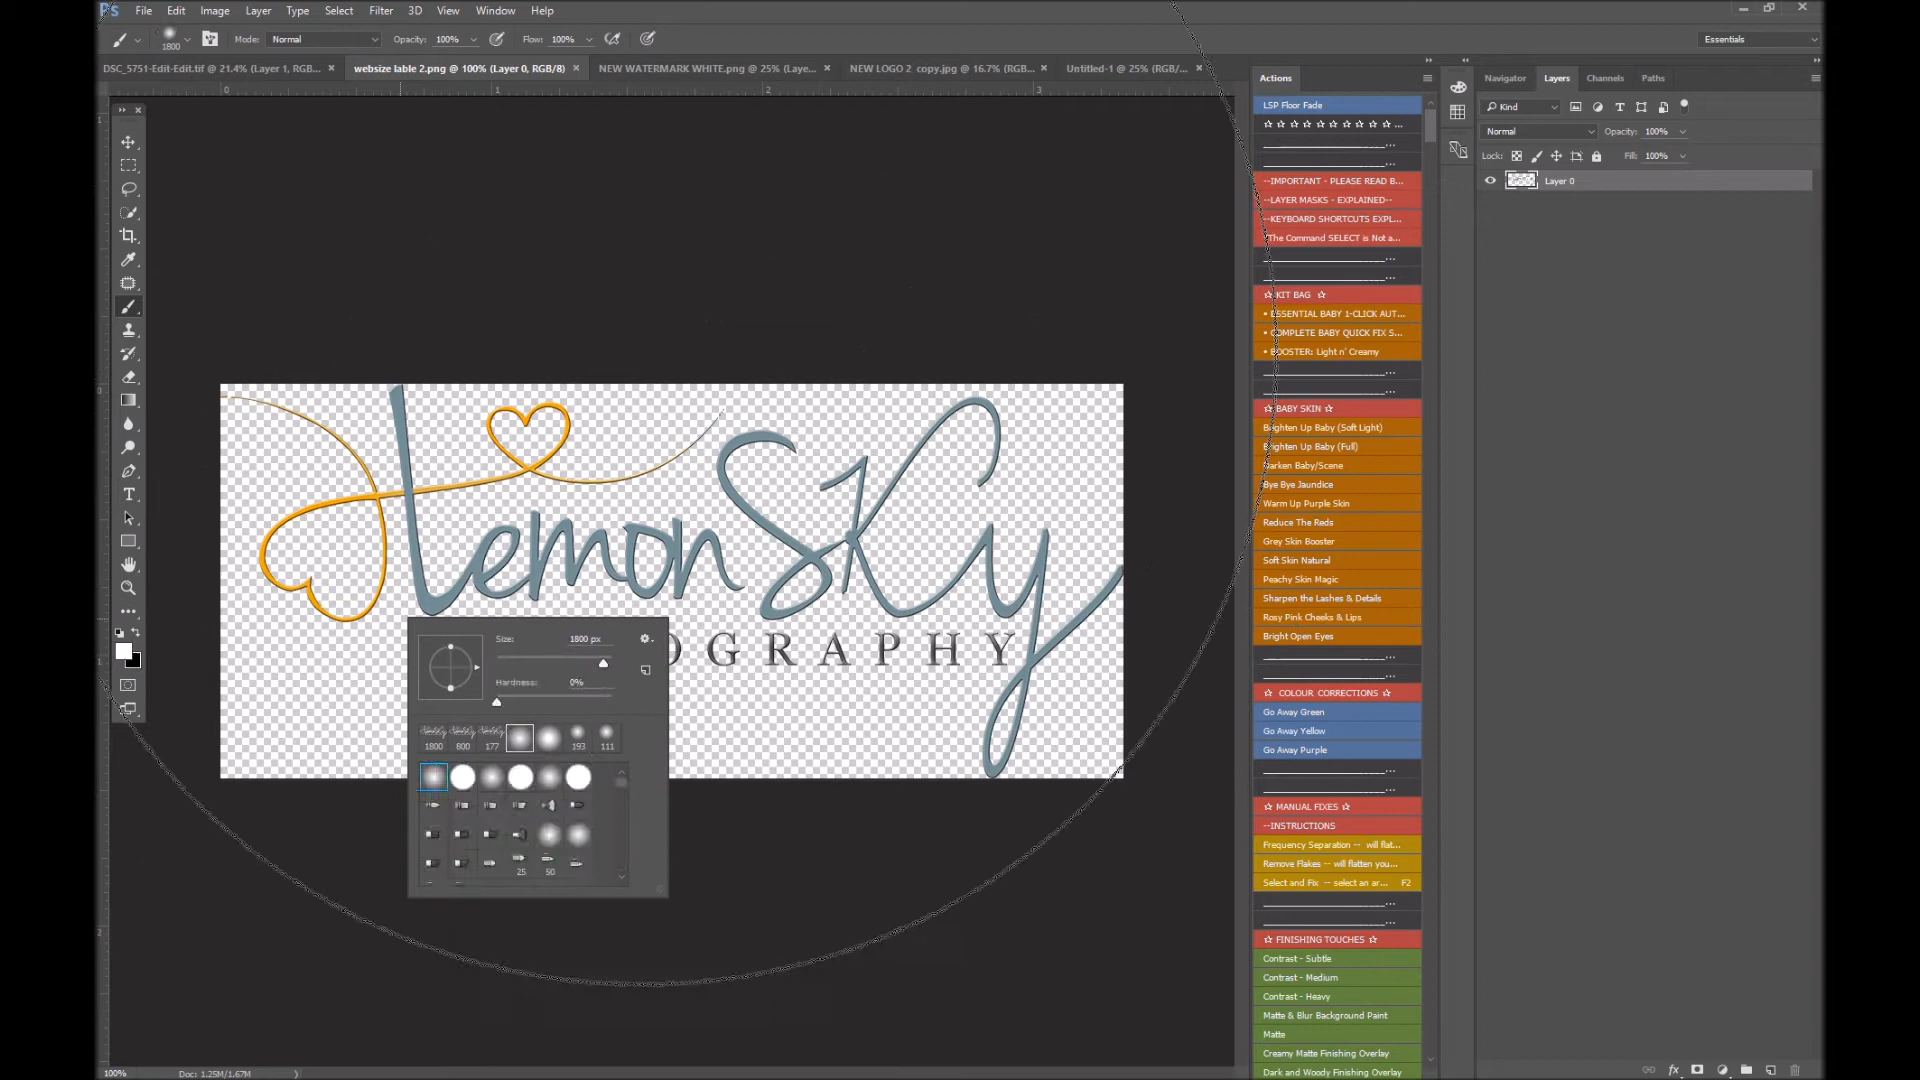 Ps File Edit Image Layer Type Select Filter 3D View Window Help
1800 Mode: Normal Opacity: 100% Flow: 100% Essentials
DSC_5751-Edit-Edit.tif @ 21.4% (Layer 1, RGB... × websize lable 2.png @ 100% (Layer 0, RGB/8) × NEW WATERMARK WHITE.png @ 25% (Laye... × NEW LOGO 2 copy.jpg @ 16.7% (RGB... × Untitled-1 @ 25% (RGB/... ×
0 1 2 3
Actions
LSP Floor Fade
☆ ☆ ☆ ☆ ☆ ☆ ☆ ☆ ☆ ☆ ...
--IMPORTANT - PLEASE READ B...
--LAYER MASKS - EXPLAINED--
--KEYBOARD SHORTCUTS EXPL...
The Command SELECT is Not a...
☆ KIT BAG ☆
• ESSENTIAL BABY 1-CLICK AUT...
• COMPLETE BABY QUICK FIX S...
• BOOSTER: Light n' Creamy
☆ BABY SKIN ☆
Brighten Up Baby (Soft Light)
Brighten Up Baby (Full)
Darken Baby/Scene
Bye Bye Jaundice
Warm Up Purple Skin
Reduce The Reds
Grey Skin Booster
Soft Skin Natural
Peachy Skin Magic
Sharpen the Lashes & Details
Rosy Pink Cheeks & Lips
Bright Open Eyes
☆ COLOUR CORRECTIONS ☆
Go Away Green
Go Away Yellow
Go Away Purple
☆ MANUAL FIXES ☆
--INSTRUCTIONS
Frequency Separation -- will flat...
Remove Flakes -- will flatten you...
Select and Fix -- select an ar... F2
☆ FINISHING TOUCHES ☆
Contrast - Subtle
Contrast - Medium
Contrast - Heavy
Matte & Blur Background Paint
Matte
Creamy Matte Finishing Overlay
Dark and Woody Finishing Overlay
Navigator Layers Channels Paths
Kind
Normal Opacity: 100%
Lock: Fill: 100%
Layer 0
lemonSKy
OGRAPHY
Size: 1800 px
Hardness: 0%
1800 800 177 193 111
25 50
100% Doc: 1.25M/1.67M